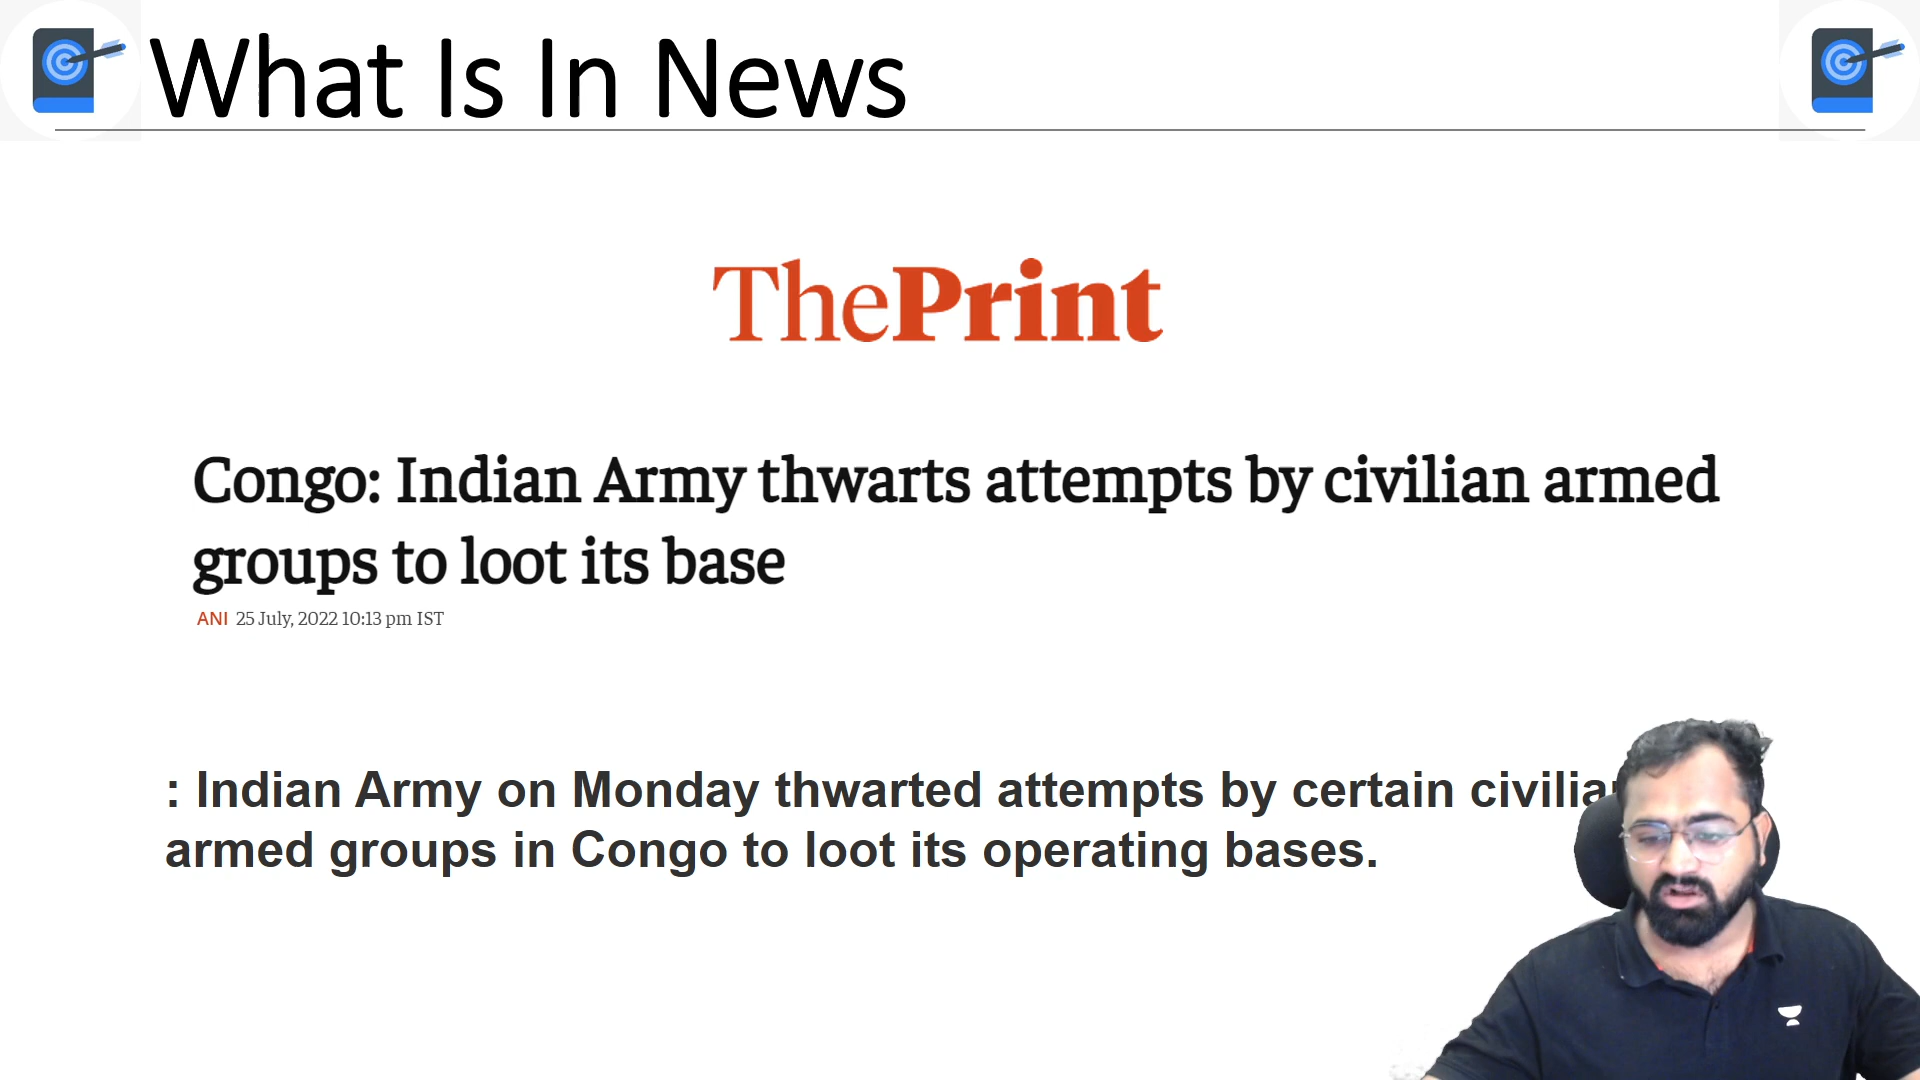 What Is In News
ThePrint
Congo: Indian Army thwarts attempts by civilian armed
groups to loot its base
ANI 25 July, 2022 10:13 pm IST
: Indian Army on Monday thwarted attempts by certain
armed groups in Congo to loot its operating bases.